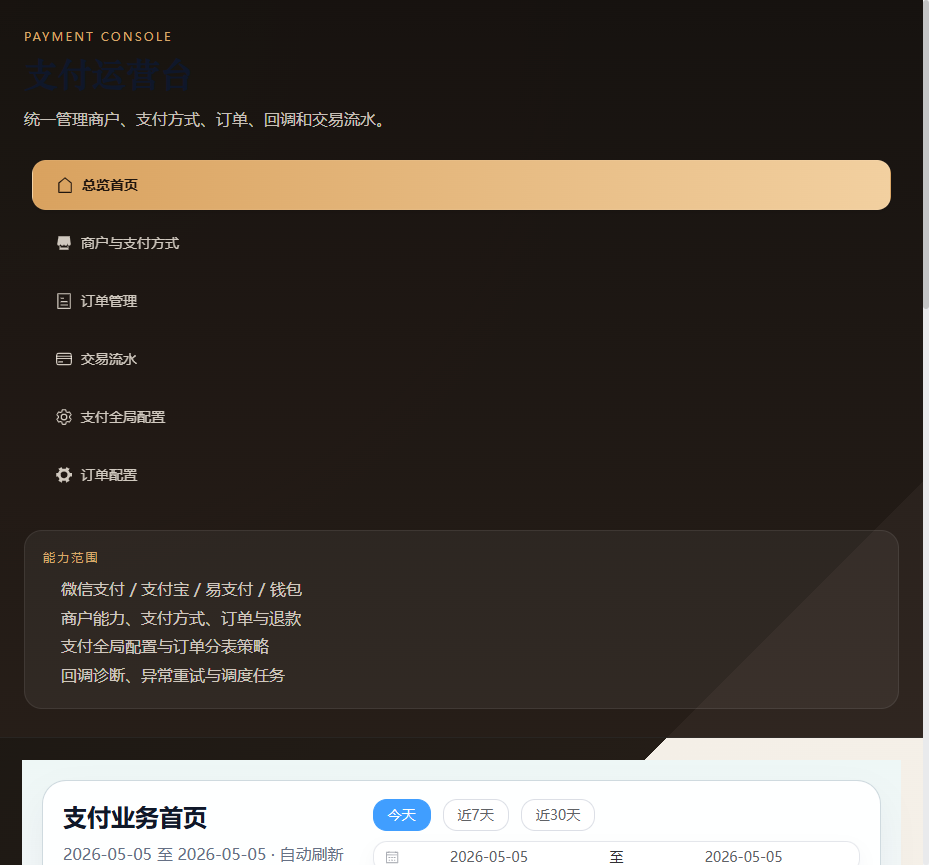 PAYMENT CONSOLE
支付运营台
统一管理商户、支付方式、订单、回调和交易流水。
总览首页
商户与支付方式
订单管理
交易流水
支付全局配置
订单配置
能力范围
微信支付 / 支付宝 / 易支付 / 钱包
商户能力、支付方式、订单与退款
支付全局配置与订单分表策略
回调诊断、异常重试与调度任务
支付业务首页
今天 近7天 近30天
2026-05-05 至 2026-05-05 · 自动刷新
2026-05-05 至 2026-05-05